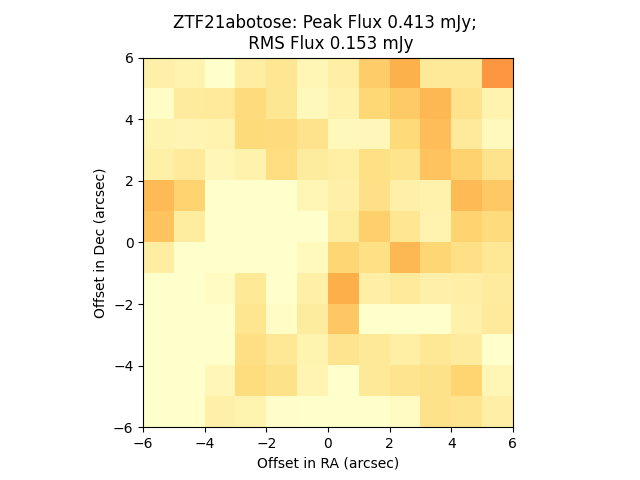 ZTF21abotose: Peak Flux 0.413 mJy;
RMS Flux 0.153 mJy
6
4
2
0
−2
−4
−6
Offset in Dec (arcsec)
−6 −4 −2 0 2 4 6
Offset in RA (arcsec)